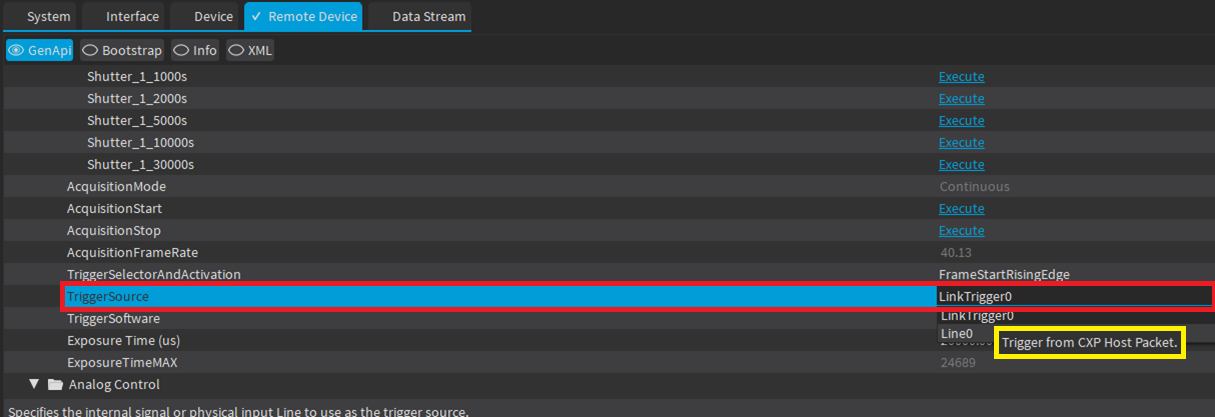 System Interface Device ✓ Remote Device Data Stream
GenApi Bootstrap Info XML
Shutter_1_1000s Execute
Shutter_1_2000s Execute
Shutter_1_5000s Execute
Shutter_1_10000s Execute
Shutter_1_30000s Execute
AcquisitionMode Continuous
AcquisitionStart Execute
AcquisitionStop Execute
AcquisitionFrameRate 40.13
TriggerSelectorAndActivation FrameStartRisingEdge
TriggerSource LinkTrigger0
TriggerSoftware LinkTrigger0
Line0
Exposure Time (us) Trigger from CXP Host Packet.
ExposureTimeMAX 24689
Analog Control
Specifies the internal signal or physical input Line to use as the trigger source.